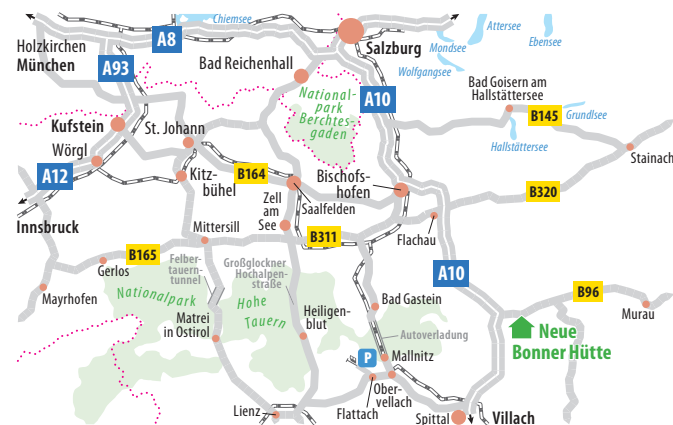 Chiemsee
Attersee
Holzkirchen
München
A8
Salzburg
Mondsee
Ebensee
A93
Bad Reichenhall
Wolfgangsee
National-
park
Berchtes-
gaden
A10
Bad Goisern am
Hallstättersee
B145
Grundlsee
Kufstein
St. Johann
Hallstättersee
Wörgl
Stainach
A12
Kitz-
bühel
B164
Bischofs-
hofen
B320
Innsbruck
Zell
am
See
Saalfelden
Mittersill
B311
Flachau
B165
Gerlos
Felber-
tauern-
tunnel
Großglockner
Hochalpen-
straße
A10
Mayrhofen
Nationalpark
Hohe
Tauern
Heiligen-
blut
Bad Gastein
B96
Murau
Matrei
in Ostirol
Autoverladung
Neue
Bonner Hütte
P
Mallnitz
Ober-
vellach
Lienz
Flattach
Spittal
Villach